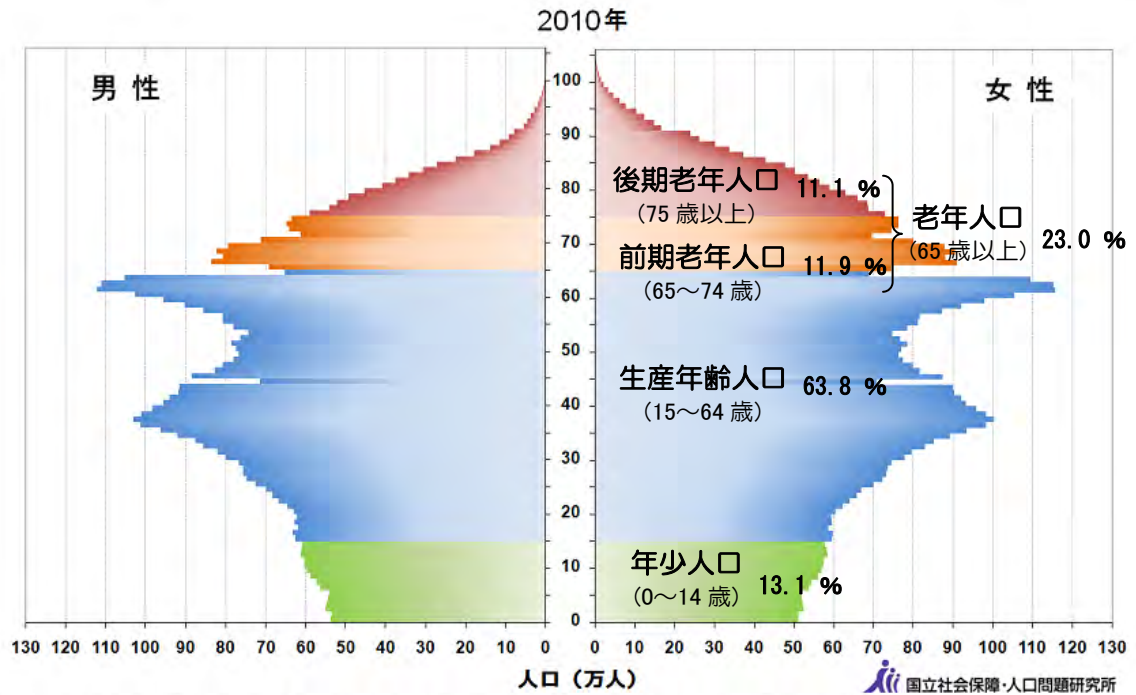 2010年
男 性
女 性
100
90
80
70
60
50
40
30
20
10
0
後期老年人口 11.1 %
(75 歳以上)
老年人口
(65 歳以上) 23.0 %
前期老年人口 11.9 %
(65～74 歳)
生産年齢人口 63.8 %
(15～64 歳)
年少人口 13.1 %
(0～14 歳)
130 120 110 100 90 80 70 60 50 40 30 20 10 0
0 10 20 30 40 50 60 70 80 90 100 110 120 130
人口（万人）
国立社会保障・人口問題研究所